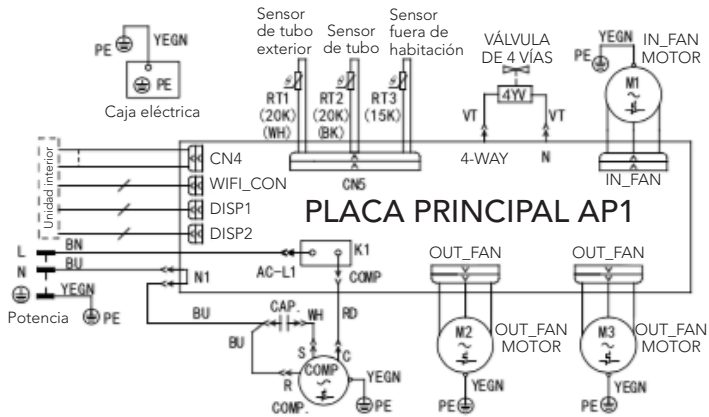 PE
YEGN
PE
Caja eléctrica
Sensor
de tubo
exterior
Sensor
de tubo
Sensor
fuera de
habitación
RT1
(20K)
(WH)
RT2
(20K)
(BK)
RT3
(15K)
CN5
VÁLVULA
DE 4 VÍAS
4YV
VT
VT
4-WAY
N
YEGN
PE
IN_FAN
MOTOR
M1
IN_FAN
Unidad interior
CN4
WIFI_CON
DISP1
DISP2
PLACA PRINCIPAL AP1
L
BN
N
BU
YEGN
PE
Potencia
N1
AC-L1
K1
COMP
BU
CAP.
WH
RD
BU
S
C
R
COMP
COMP.
YEGN
PE
OUT_FAN
M2
OUT_FAN
MOTOR
YEGN
PE
OUT_FAN
M3
OUT_FAN
MOTOR
YEGN
PE